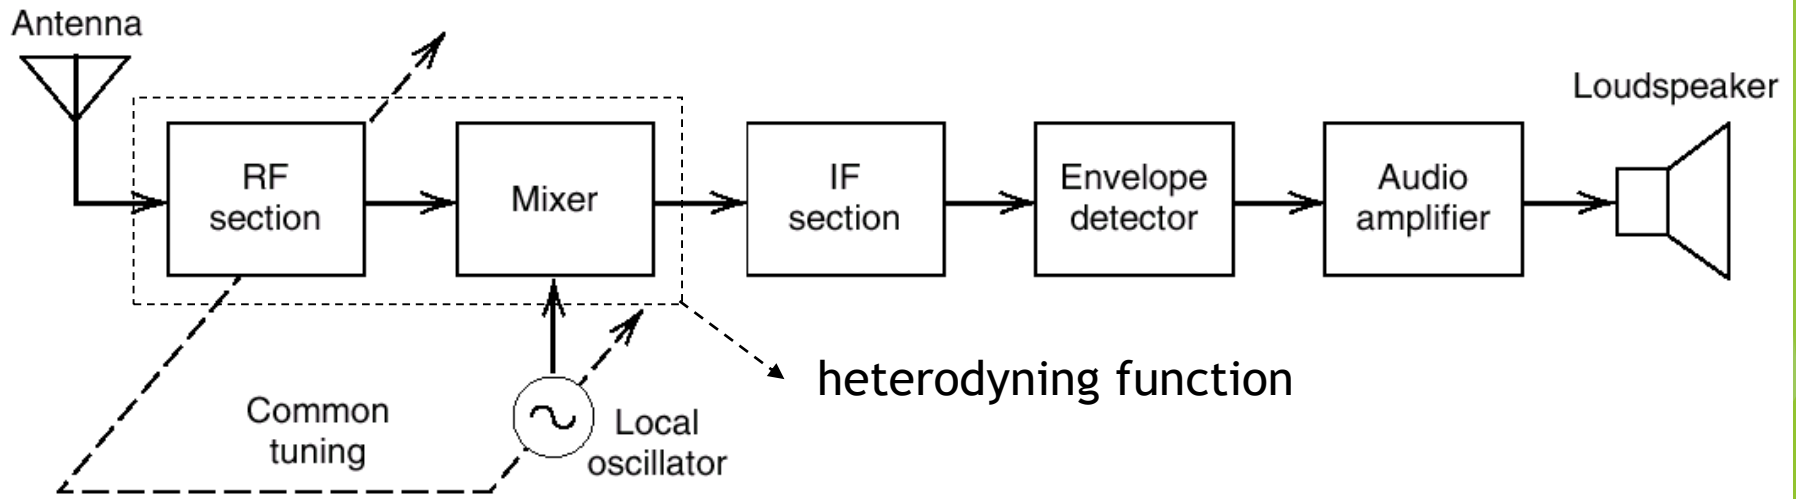 Antenna
Loudspeaker
RF
section
Mixer
IF
section
Envelope
detector
Audio
amplifier
heterodyning function
Common
tuning
Local
oscillator